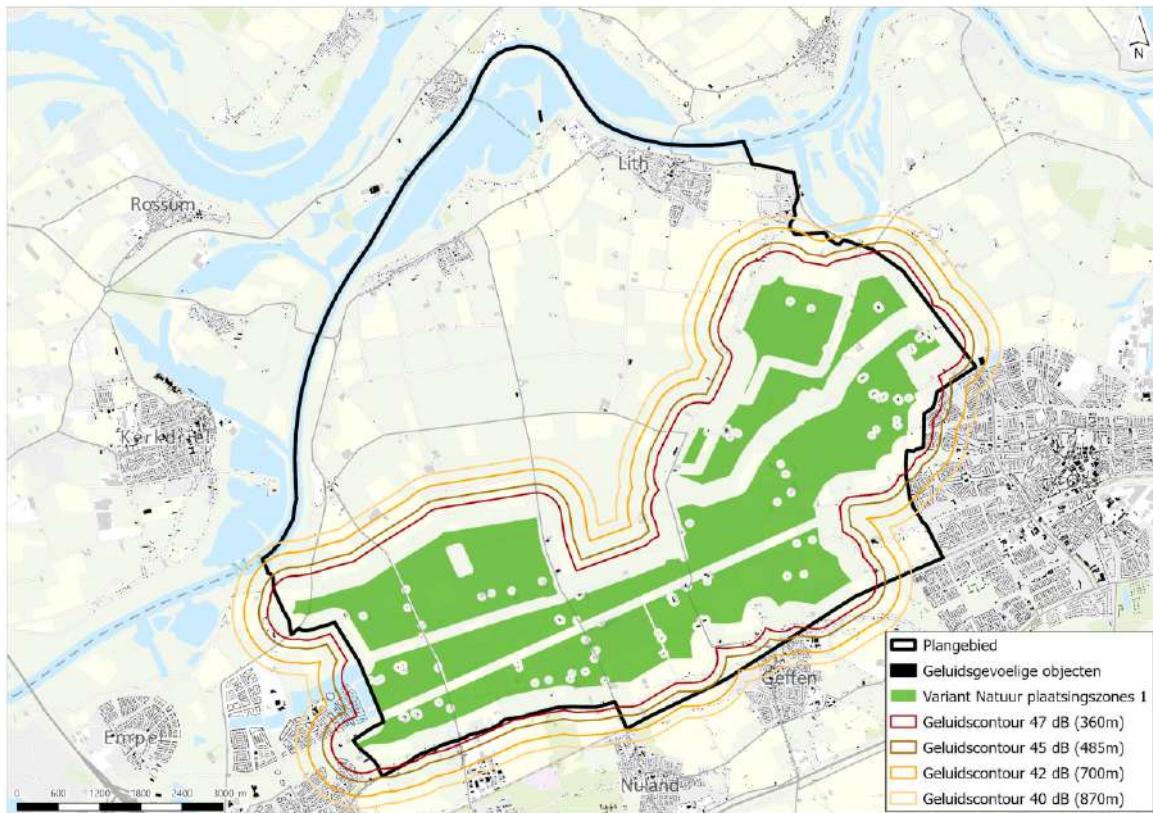 N
Lith
Rossum
Kerkdriel
Geffen
Empel
Nuland
0 600 1200 1800 2400 3000 m
Plangebied
Geluidsgevoelige objecten
Variant Natuur plaatsingszones 1
Geluidscontour 47 dB (360m)
Geluidscontour 45 dB (485m)
Geluidscontour 42 dB (700m)
Geluidscontour 40 dB (870m)